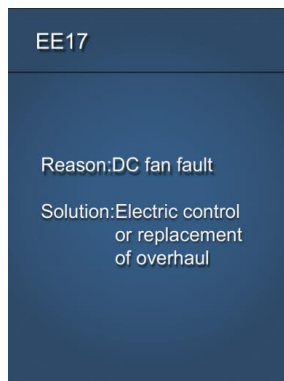 EE17
Reason:DC fan fault
Solution:Electric control
or replacement
of overhaul